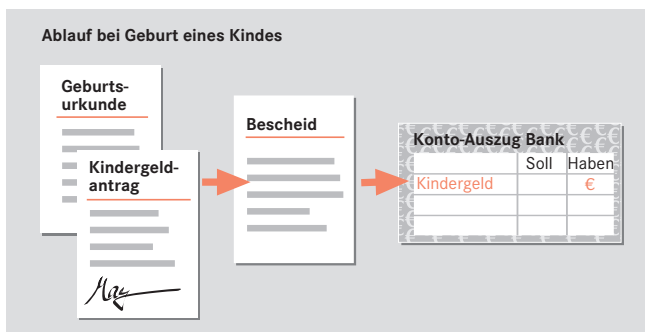 Ablauf bei Geburt eines Kindes
Geburts-
urkunde
Kindergeld-
antrag
Bescheid
Konto-Auszug Bank
Soll Haben
Kindergeld €